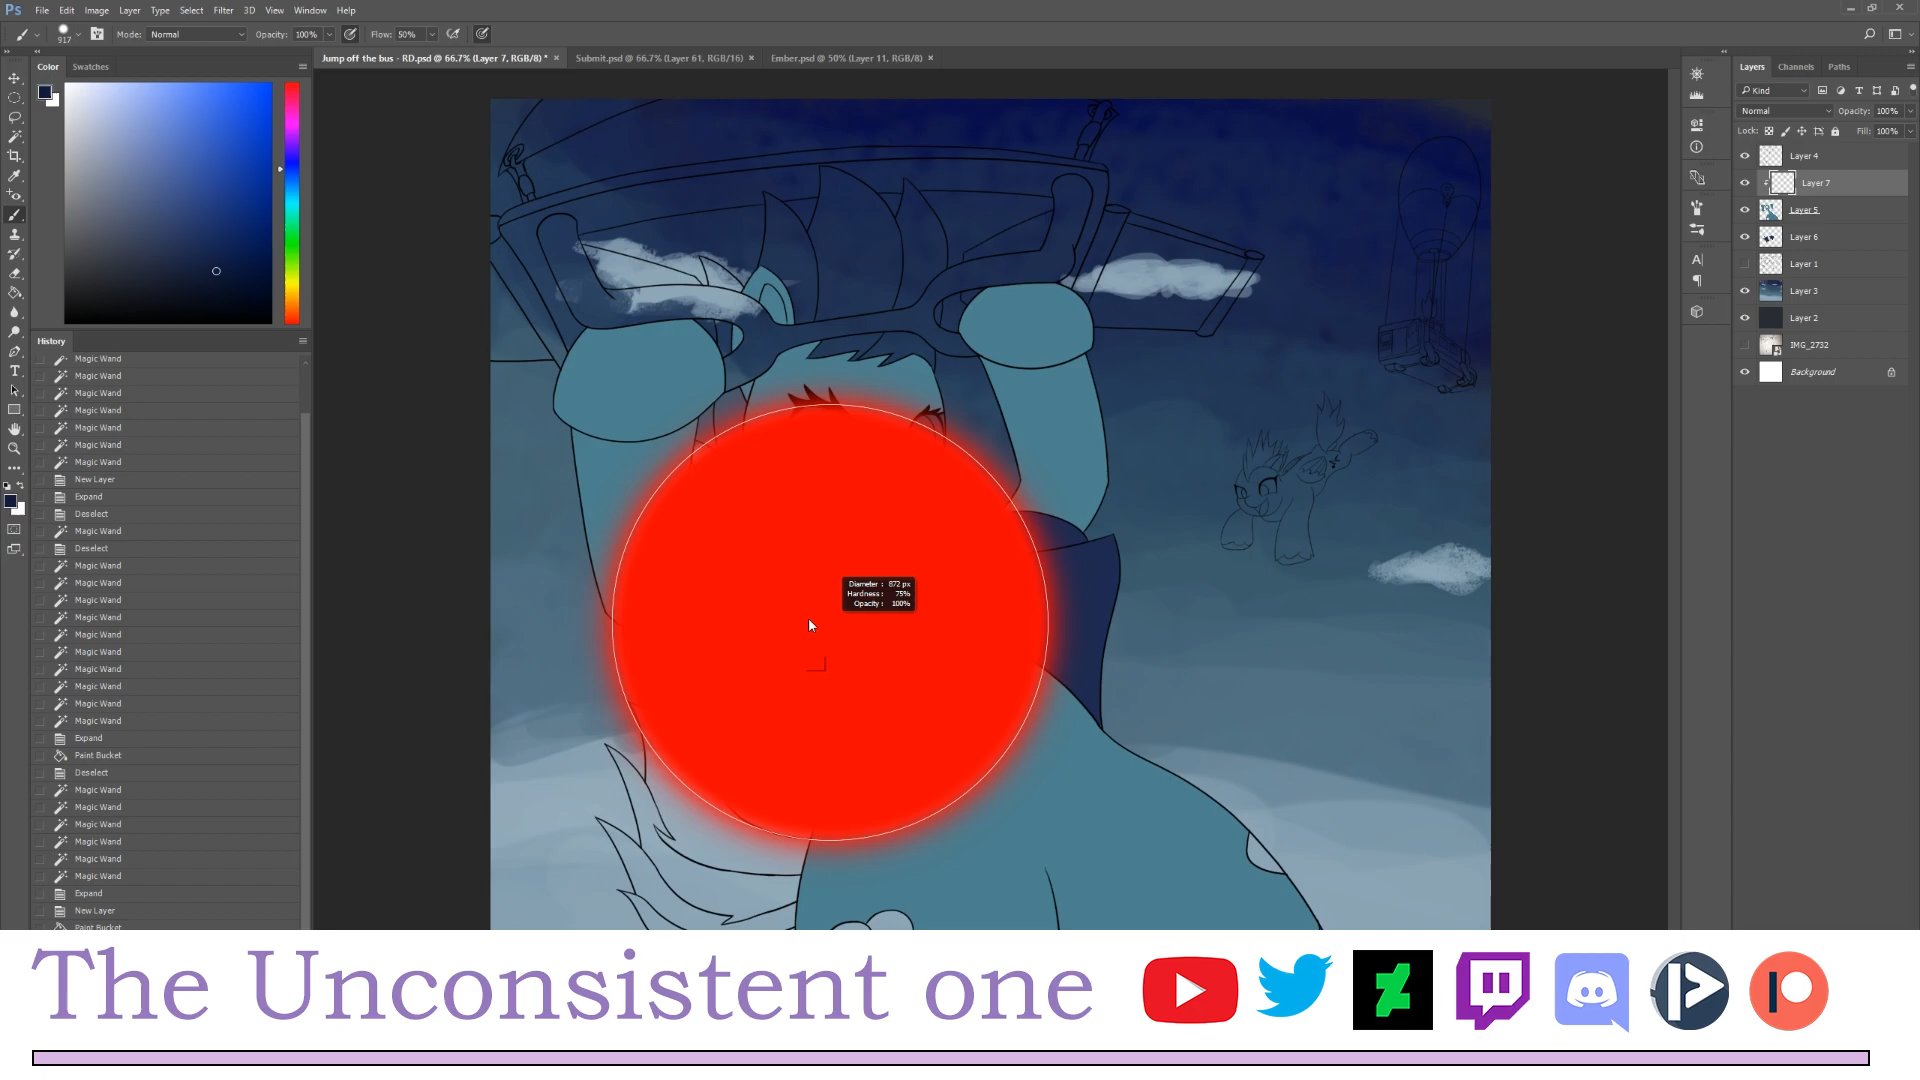 Ps File Edit Image Layer Type Select Filter 3D View Window Help
917 Mode: Normal Opacity: 100% Flow: 50%
Color Swatches
Jump off the bus - RD.psd @ 66.7% (Layer 7, RGB/8) * × Submit.psd @ 66.7% (Layer 61, RGB/16) × Ember.psd @ 50% (Layer 11, RGB/8) ×
Layers Channels Paths
Kind
Normal Opacity: 100%
Lock: Fill: 100%
Layer 4
Layer 7
Layer 5
Layer 6
Layer 1
Layer 3
Layer 2
IMG_2732
Background
History
Magic Wand
Magic Wand
Magic Wand
Magic Wand
Magic Wand
Magic Wand
Magic Wand
New Layer
Expand
Deselect
Magic Wand
Deselect
Magic Wand
Magic Wand
Magic Wand
Magic Wand
Magic Wand
Magic Wand
Magic Wand
Magic Wand
Magic Wand
Magic Wand
Expand
Paint Bucket
Deselect
Magic Wand
Magic Wand
Magic Wand
Magic Wand
Magic Wand
Magic Wand
Expand
New Layer
Paint Bucket
Diameter : 872 px
Hardness : 75%
Opacity : 100%
The Unconsistent one